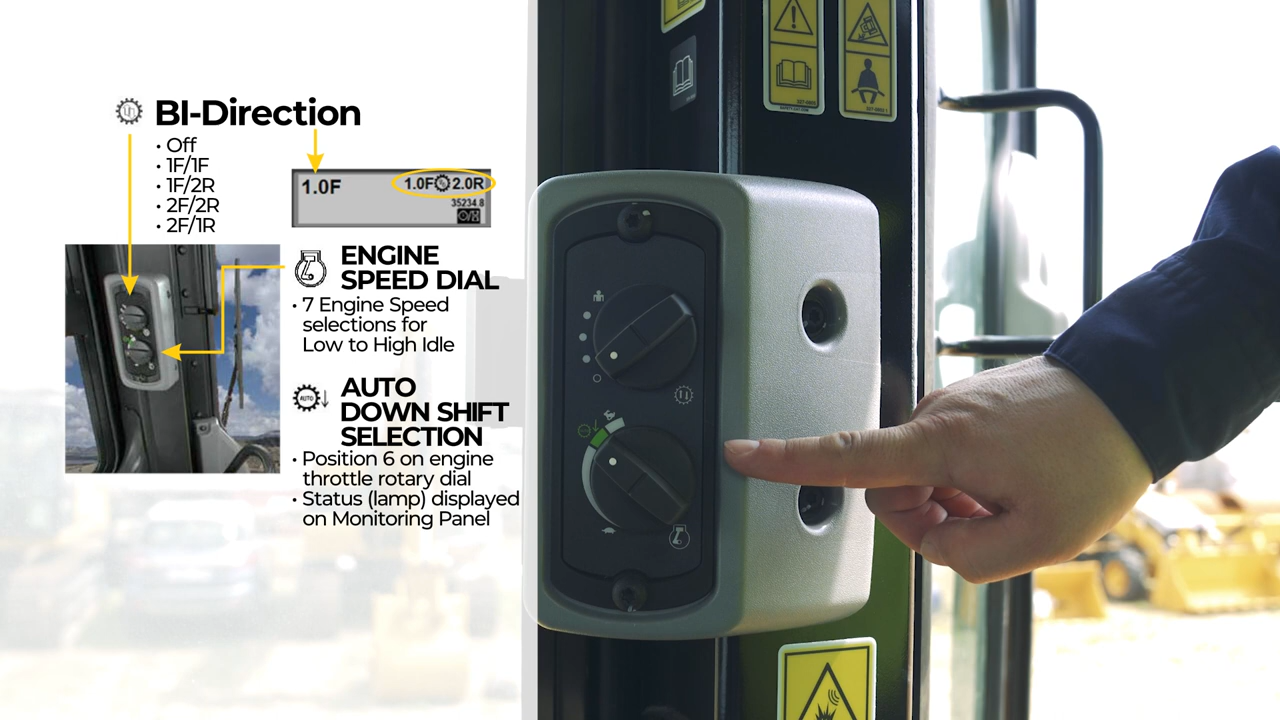 BI-Direction
• Off
• 1F/1F
• 1F/2R
• 2F/2R
• 2F/1R
1.0F
1.0F 2.0R
35234.8
ENGINE
SPEED DIAL
• 7 Engine Speed
selections for
Low to High Idle
AUTO
AUTO
DOWN SHIFT
SELECTION
• Position 6 on engine
throttle rotary dial
• Status (lamp) displayed
on Monitoring Panel